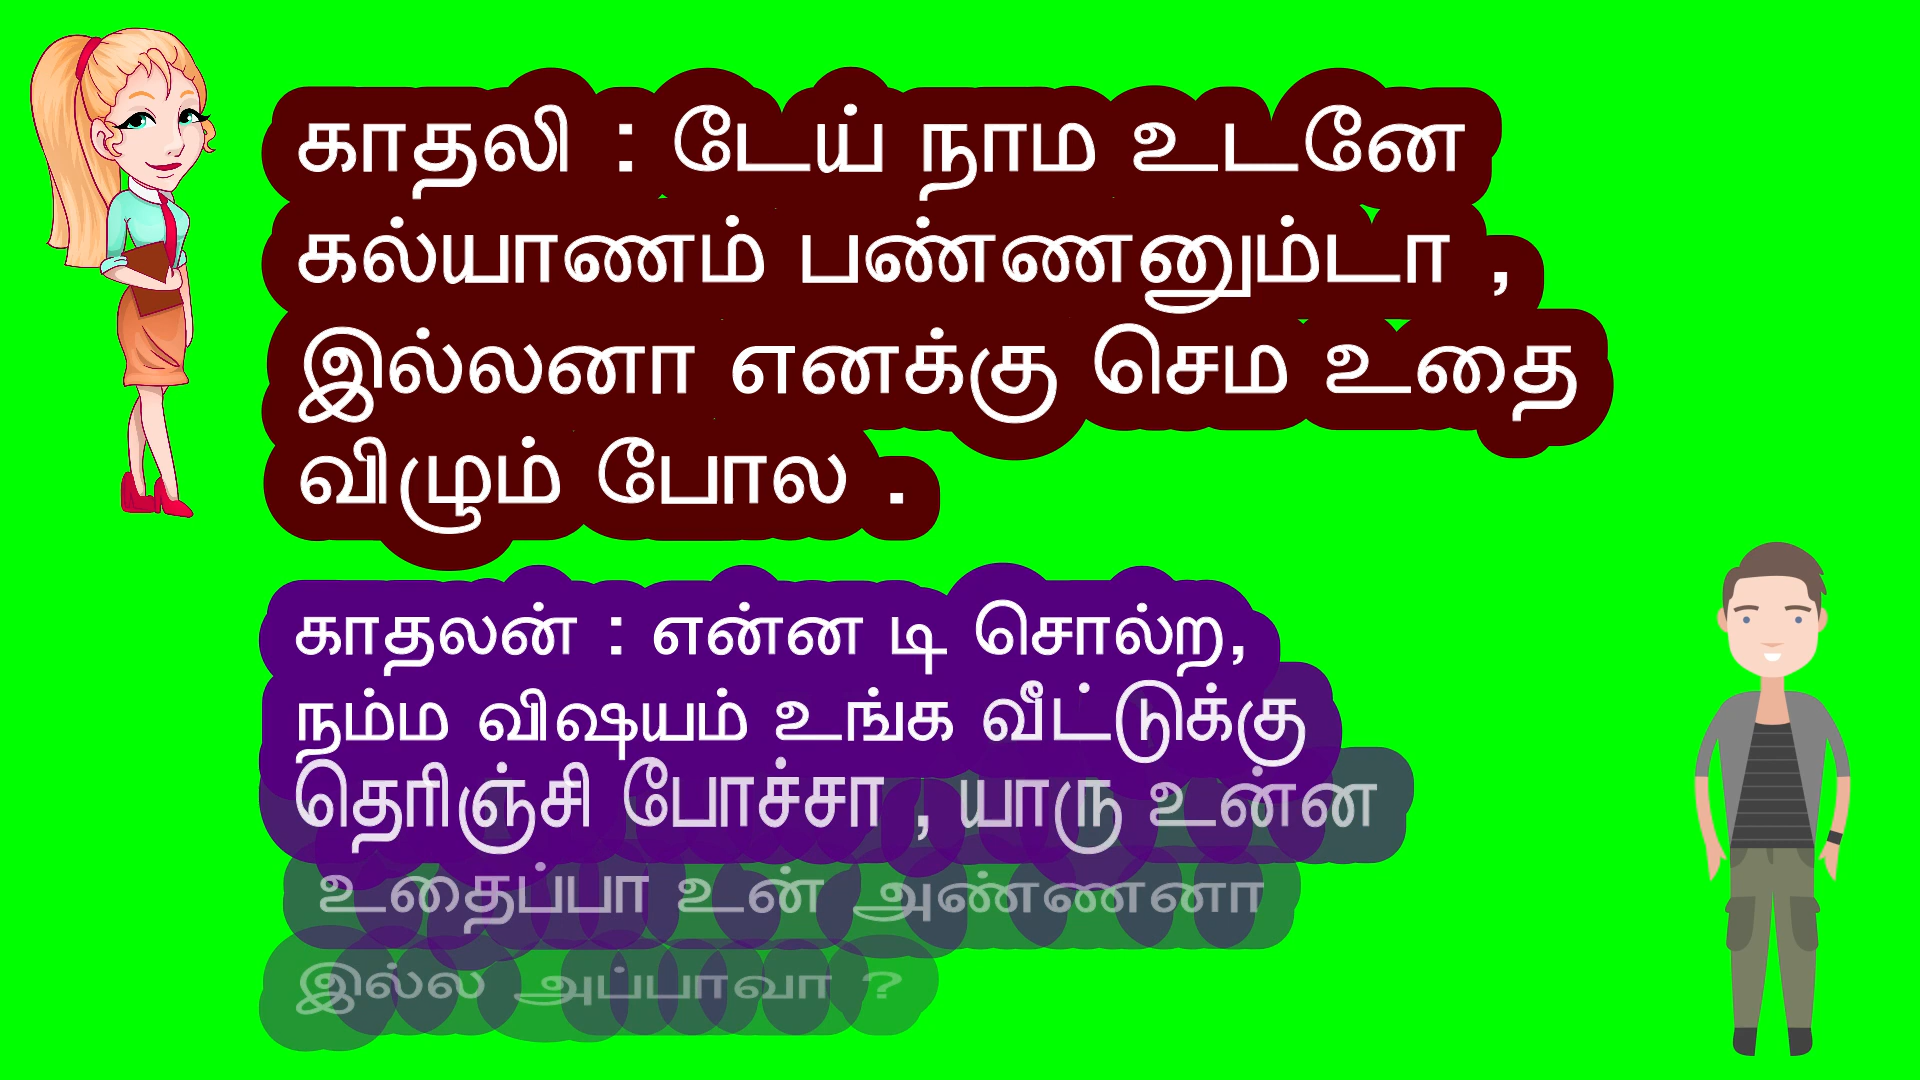 காதலி : டேய் நாம உடனே
கல்யாணம் பண்ணனும்டா ,
இல்லனா எனக்கு செம உதை
விழும் போல .
காதலன் : என்ன டி சொல்ற,
நம்ம விஷயம் உங்க வீட்டுக்கு
தெரிஞ்சி போச்சா , யாரு உன்ன
உதைப்பா உன் அண்ணனா
இல்ல அப்பாவா ?